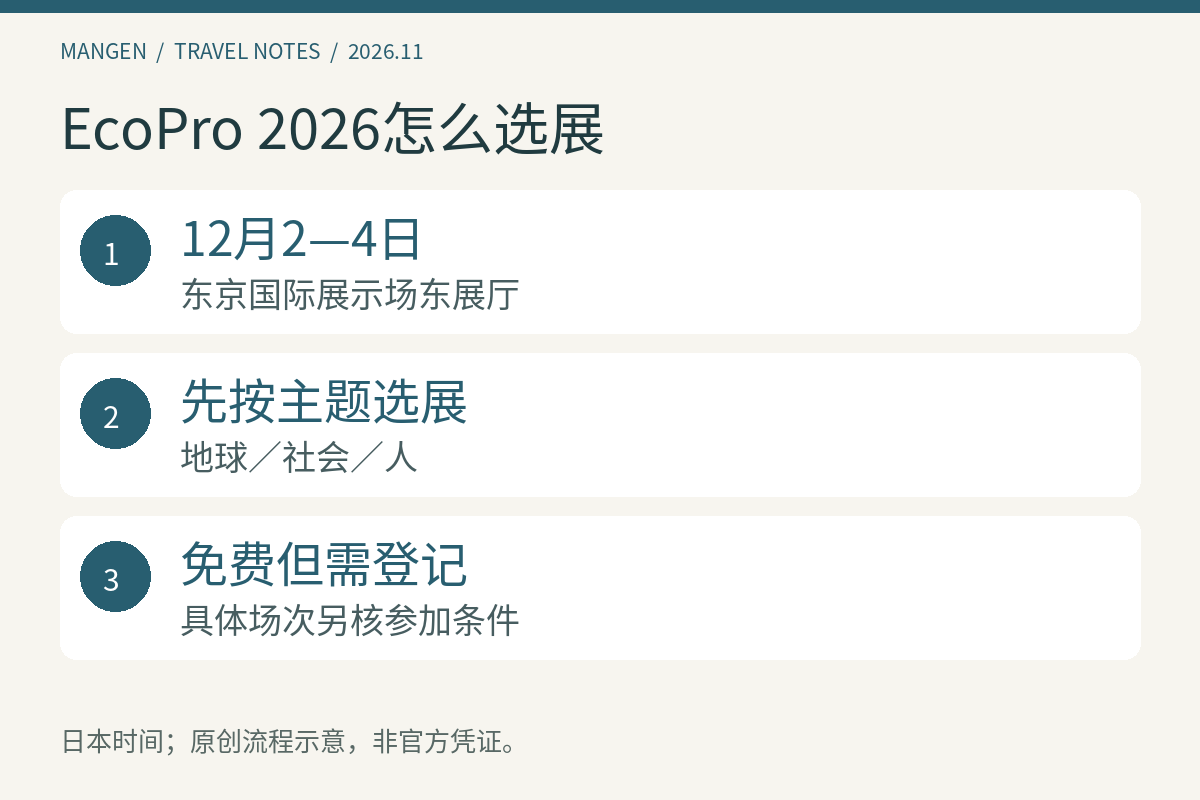 MANGEN / TRAVEL NOTES / 2026.11
EcoPro 2026怎么选展
1
12月2—4日
东京国际展示场东展厅
2
先按主题选展
地球／社会／人
3
免费但需登记
具体场次另核参加条件
日本时间；原创流程示意，非官方凭证。